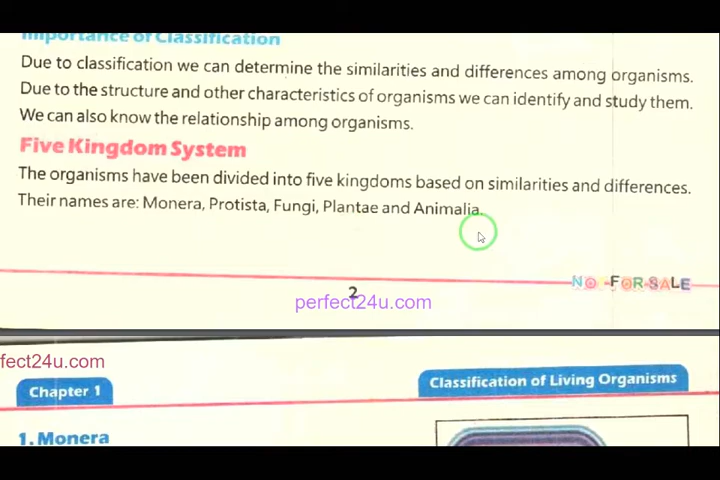 Importance of Classification
Due to classification we can determine the similarities and differences among organisms.
Due to the structure and other characteristics of organisms we can identify and study them.
We can also know the relationship among organisms.
Five Kingdom System
The organisms have been divided into five kingdoms based on similarities and differences.
Their names are: Monera, Protista, Fungi, Plantae and Animalia.
2
NO -FOR-SALE
perfect24u.com
fect24u.com
Chapter 1
Classification of Living Organisms
1. Monera